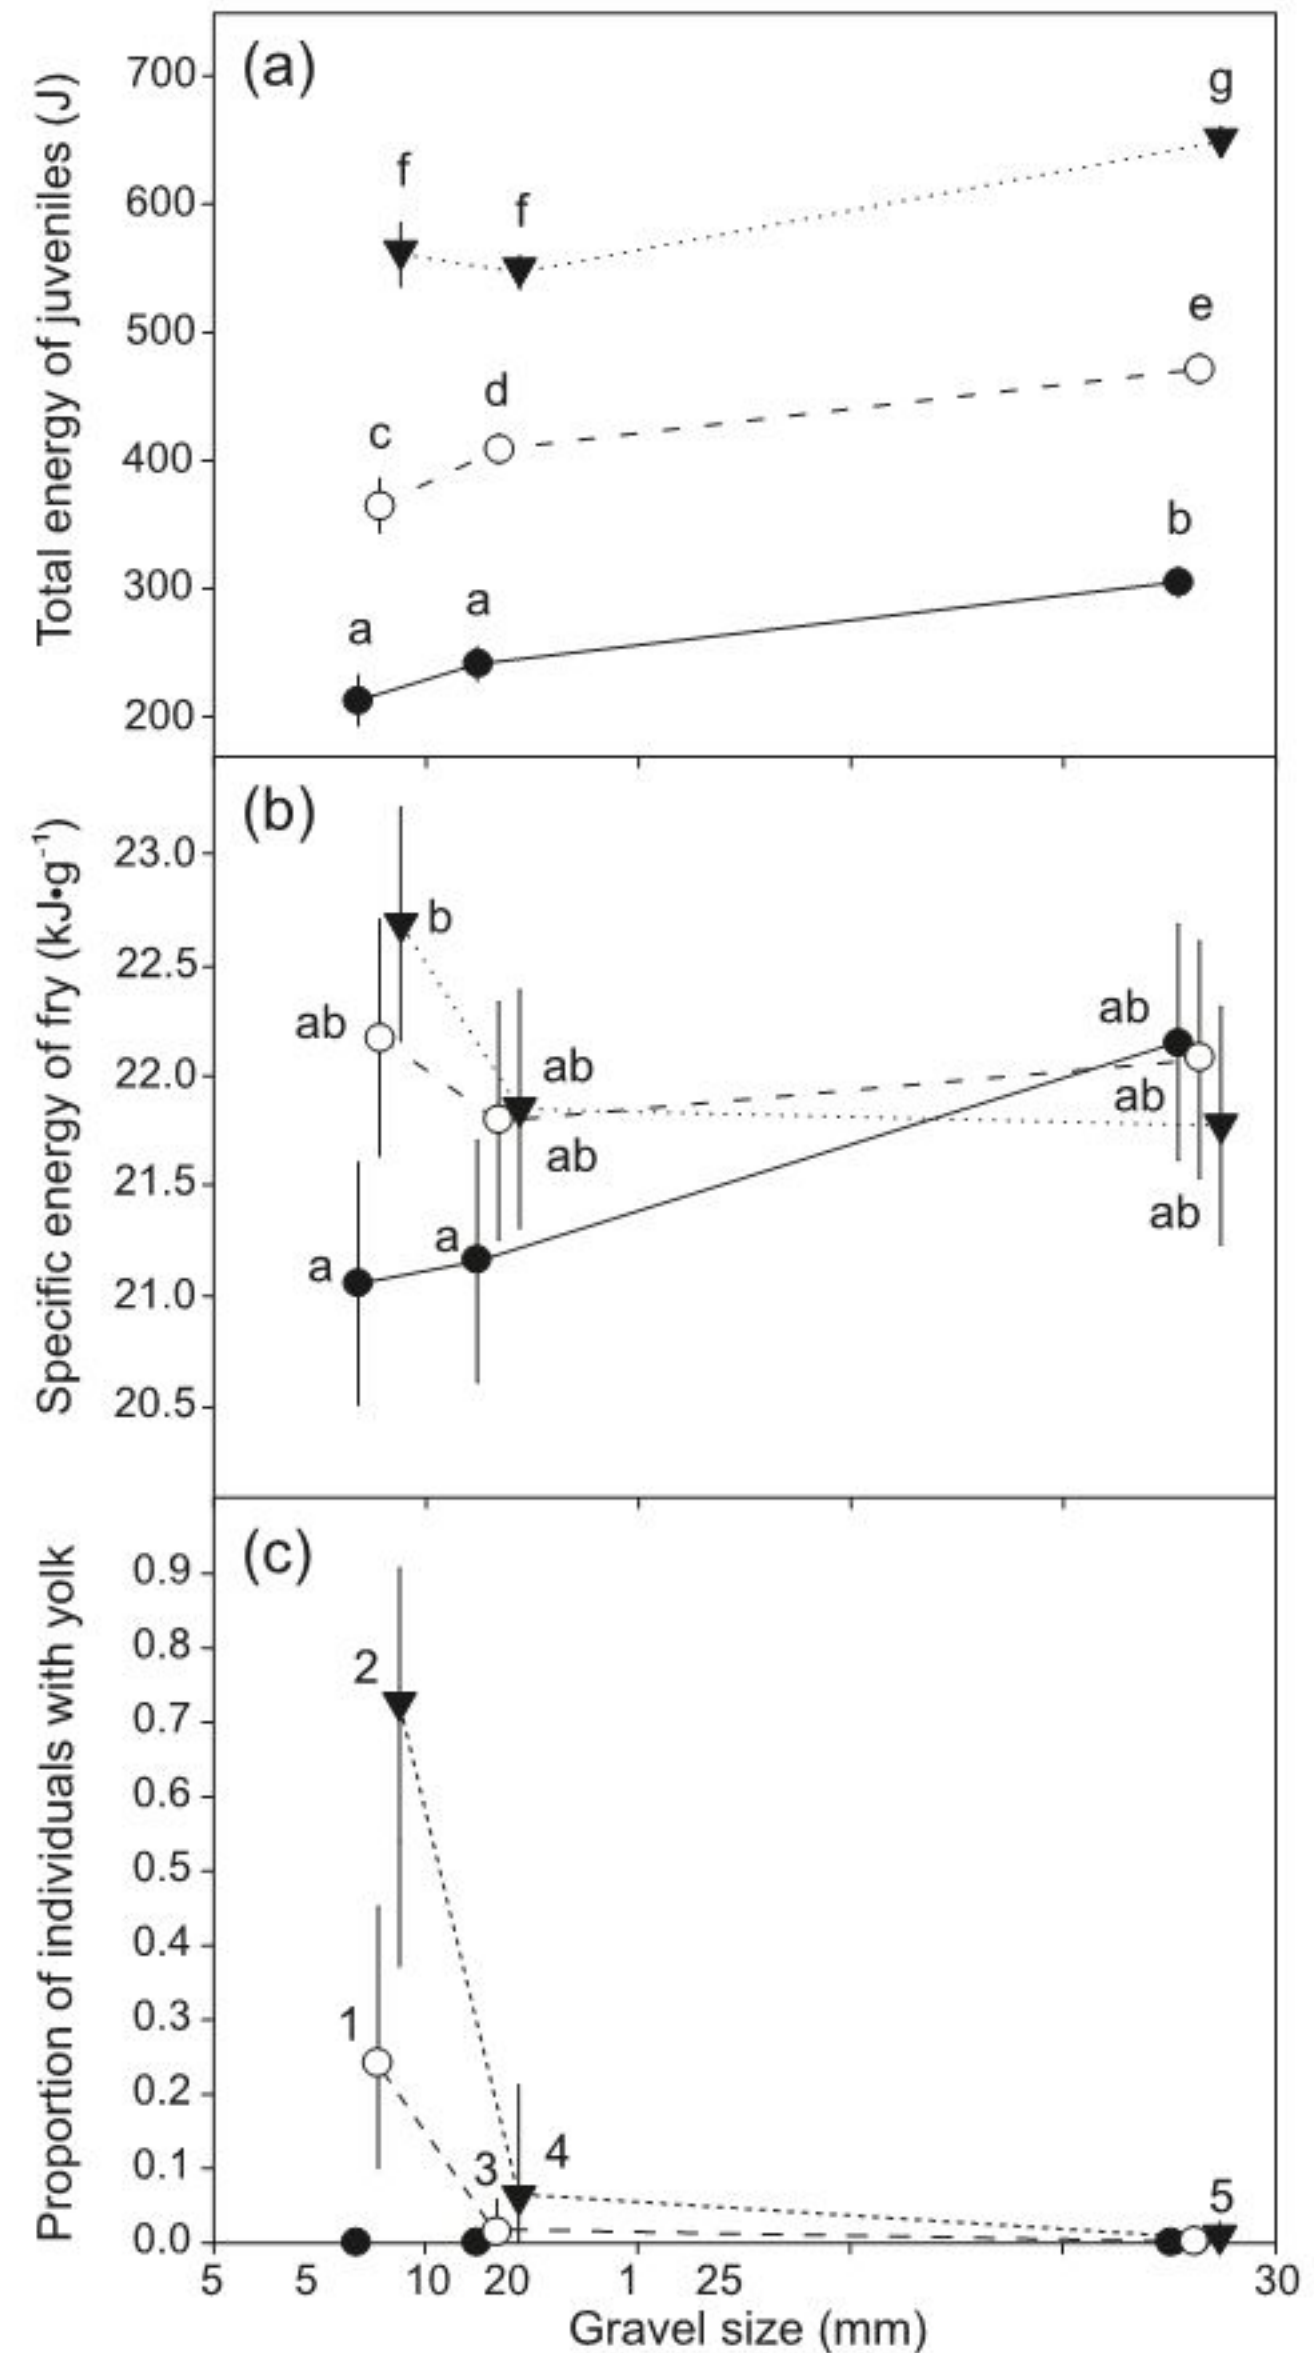 (a)
Total energy of juveniles (J)
700
600
500
400
300
200
f
f
g
c
d
e
a
a
b
(b)
Specific energy of fry (kJ•g⁻¹)
23.0
22.5
22.0
21.5
21.0
20.5
b
ab
ab
ab
a
a
ab
ab
ab
(c)
Proportion of individuals with yolk
0.9
0.8
0.7
0.6
0.5
0.4
0.3
0.2
0.1
0.0
2
1
3
4
5
5 5 10 20 1 25 30
Gravel size (mm)